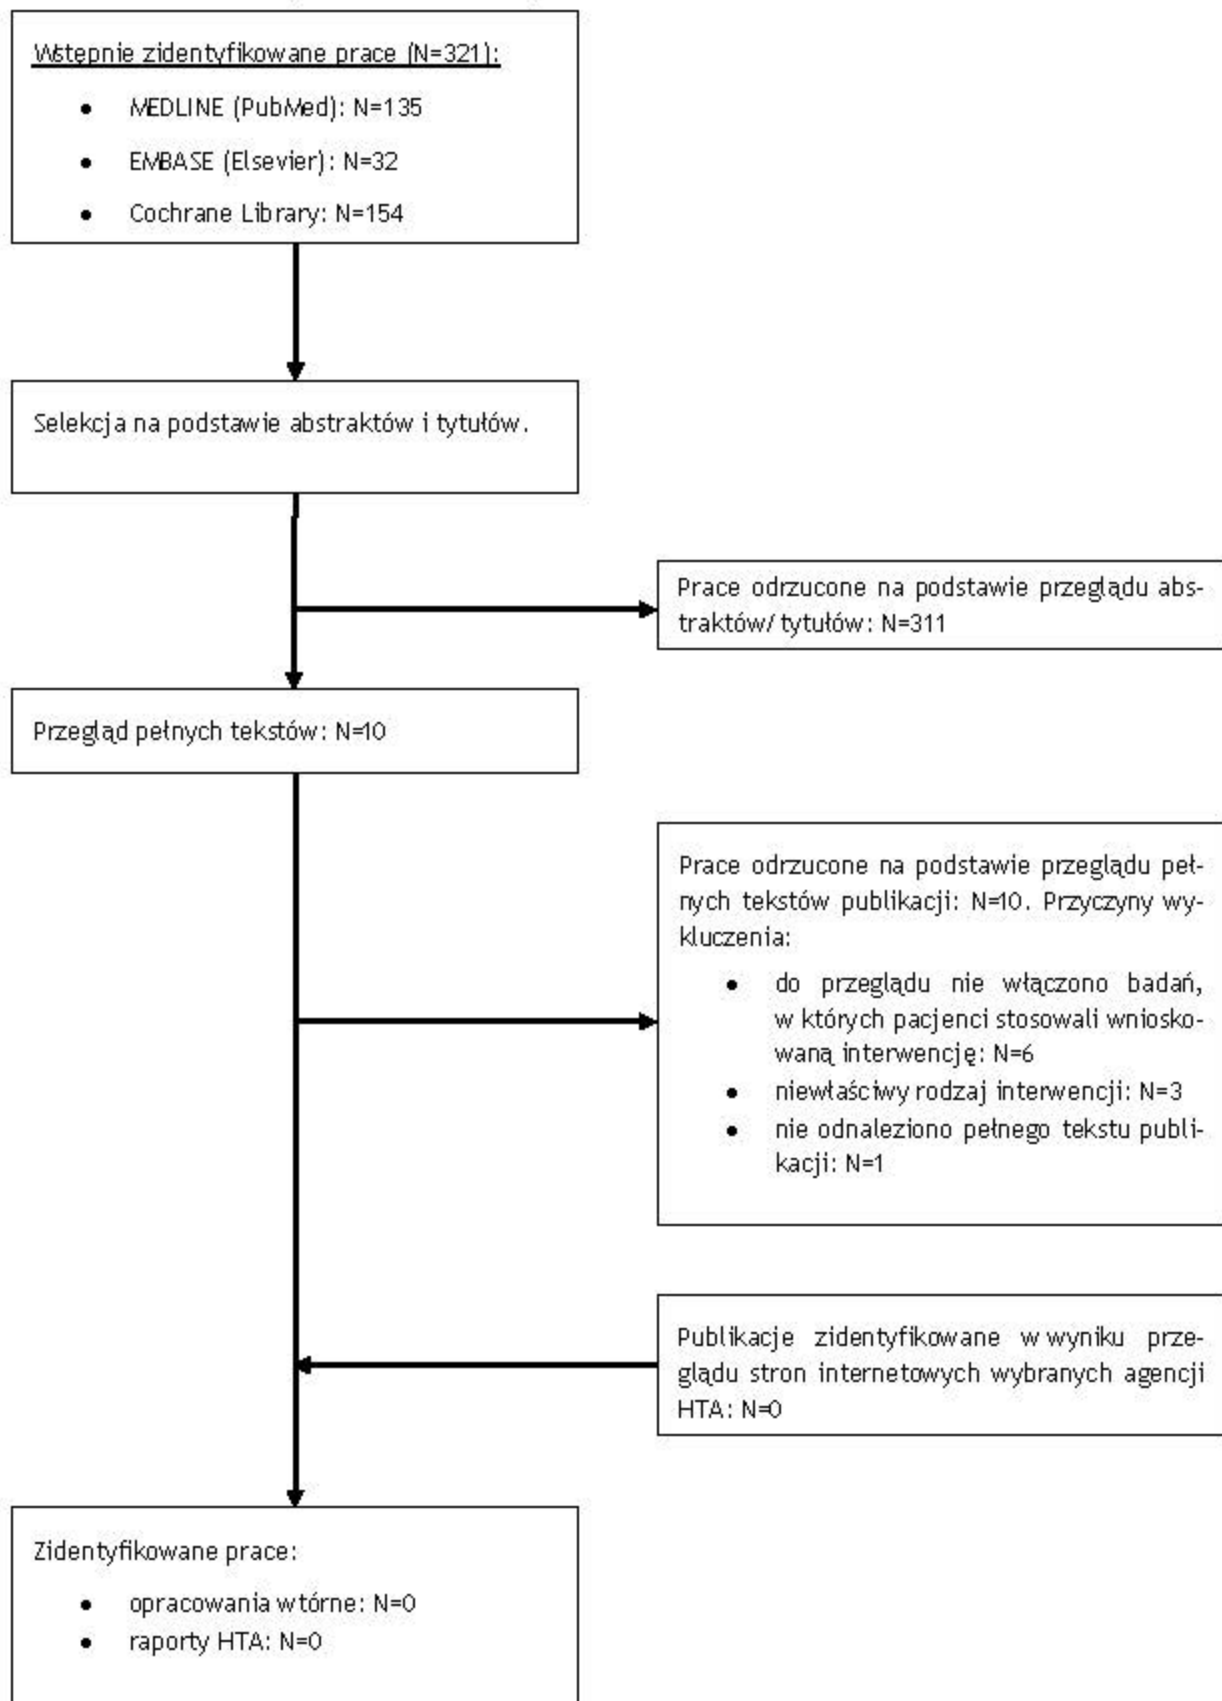 Wstępnie zidentyfikowane prace (N=321):
• MEDLINE (PubMed): N=135
• EMBASE (Elsevier): N=32
• Cochrane Library: N=154
Selekcja na podstawie abstraktów i tytułów.
Prace odrzucone na podstawie przeglądu abs-
traktów/ tytułów: N=311
Przegląd pełnych tekstów: N=10
Prace odrzucone na podstawie przeglądu peł-
nych tekstów publikacji: N=10. Przyczyny wy-
kluczenia:
• do przeglądu nie włączono badań,
w których pacjenci stosowali wniosko-
waną interwencję: N=6
• niewłaściwy rodzaj interwencji: N=3
• nie odnaleziono pełnego tekstu publi-
kacji: N=1
Publikacje zidentyfikowane w wyniku prze-
glądu stron internetowych wybranych agencji
HTA: N=0
Zidentyfikowane prace:
• opracowania wtórne: N=0
• raporty HTA: N=0